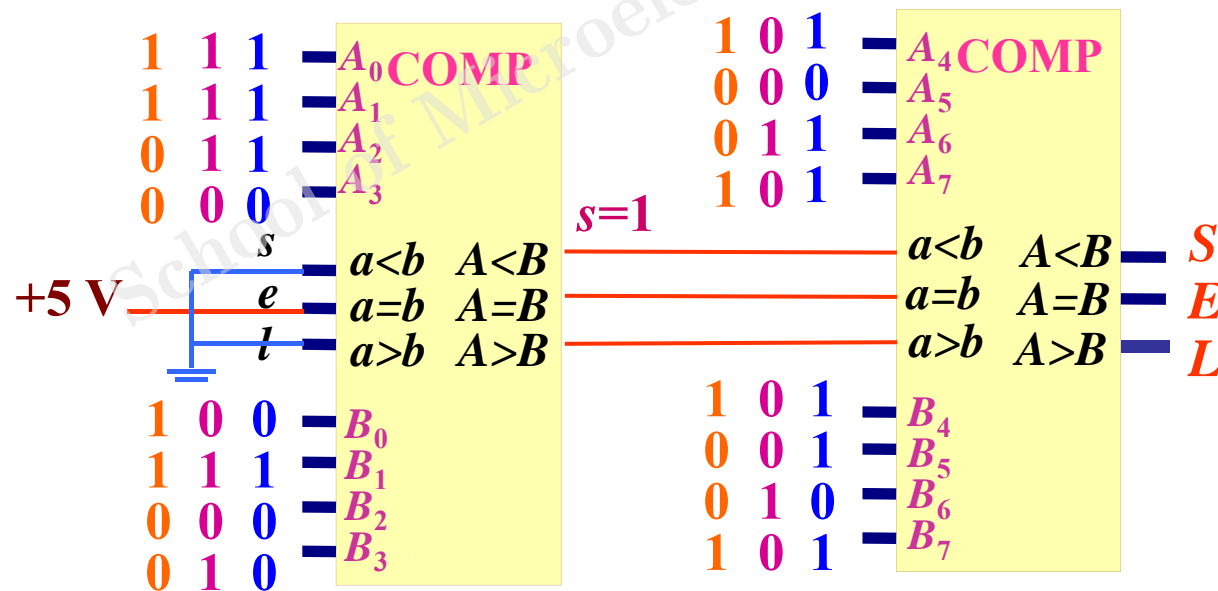 1 1 1 A0 COMP
1 1 1 A1
0 1 1 A2
0 0 0 A3
s a<b A<B
+5 V e a=b A=B
l a>b A>B
1 0 0 B0
1 1 1 B1
0 0 0 B2
0 1 0 B3
s=1
1 0 1 A4 COMP
0 0 0 A5
0 1 1 A6
1 0 1 A7
a<b A<B S
a=b A=B E
a>b A>B L
1 0 1 B4
0 0 1 B5
0 1 0 B6
1 0 1 B7
School of Microele